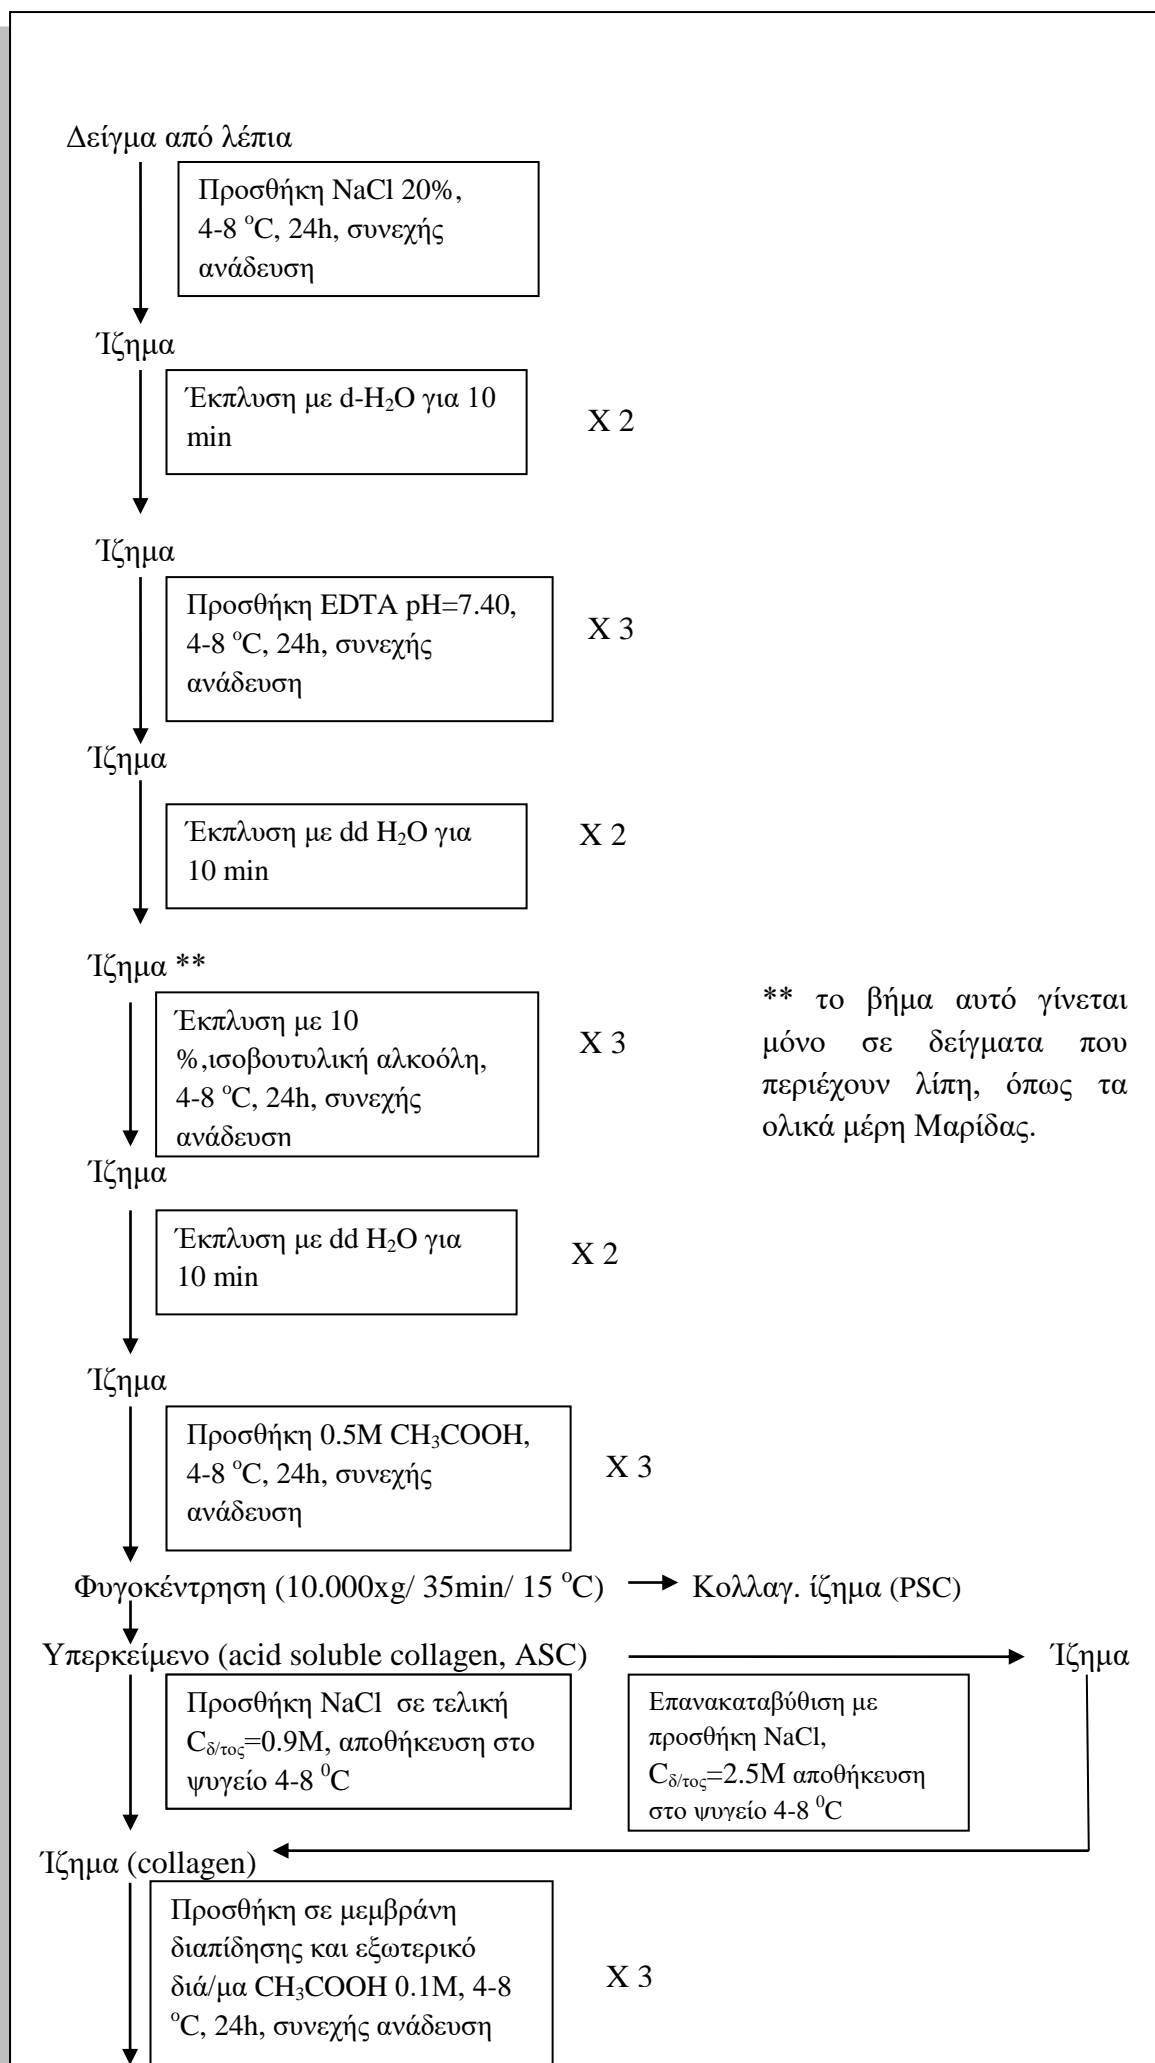 Δείγμα από λέπια
Προσθήκη NaCl 20%,
4-8 °C, 24h, συνεχής
ανάδευση
Ίζημα
Έκπλυση με d-H₂O για 10
min
X 2
Ίζημα
Προσθήκη EDTA pH=7.40,
4-8 °C, 24h, συνεχής
ανάδευση
X 3
Ίζημα
Έκπλυση με dd H₂O για
10 min
X 2
Ίζημα **
Έκπλυση με 10
%,ισοβουτυλική αλκοόλη,
4-8 °C, 24h, συνεχής
ανάδευση
X 3
** το βήμα αυτό γίνεται
μόνο σε δείγματα που
περιέχουν λίπη, όπως τα
ολικά μέρη Μαρίδας.
Ίζημα
Έκπλυση με dd H₂O για
10 min
X 2
Ίζημα
Προσθήκη 0.5M CH₃COOH,
4-8 °C, 24h, συνεχής
ανάδευση
X 3
Φυγοκέντρηση (10.000xg/ 35min/ 15 °C)
Κολλαγ. ίζημα (PSC)
Υπερκείμενο (acid soluble collagen, ASC)
Ίζημα
Προσθήκη NaCl σε τελική
C δ/τος=0.9M, αποθήκευση στο
ψυγείο 4-8 ⁰C
Επανακαταβύθιση με
προσθήκη NaCl,
C δ/τος=2.5M αποθήκευση
στο ψυγείο 4-8 ⁰C
Ίζημα (collagen)
Προσθήκη σε μεμβράνη
διαπίδησης και εξωτερικό
διά/μα CH₃COOH 0.1M, 4-8
°C, 24h, συνεχής ανάδευση
X 3